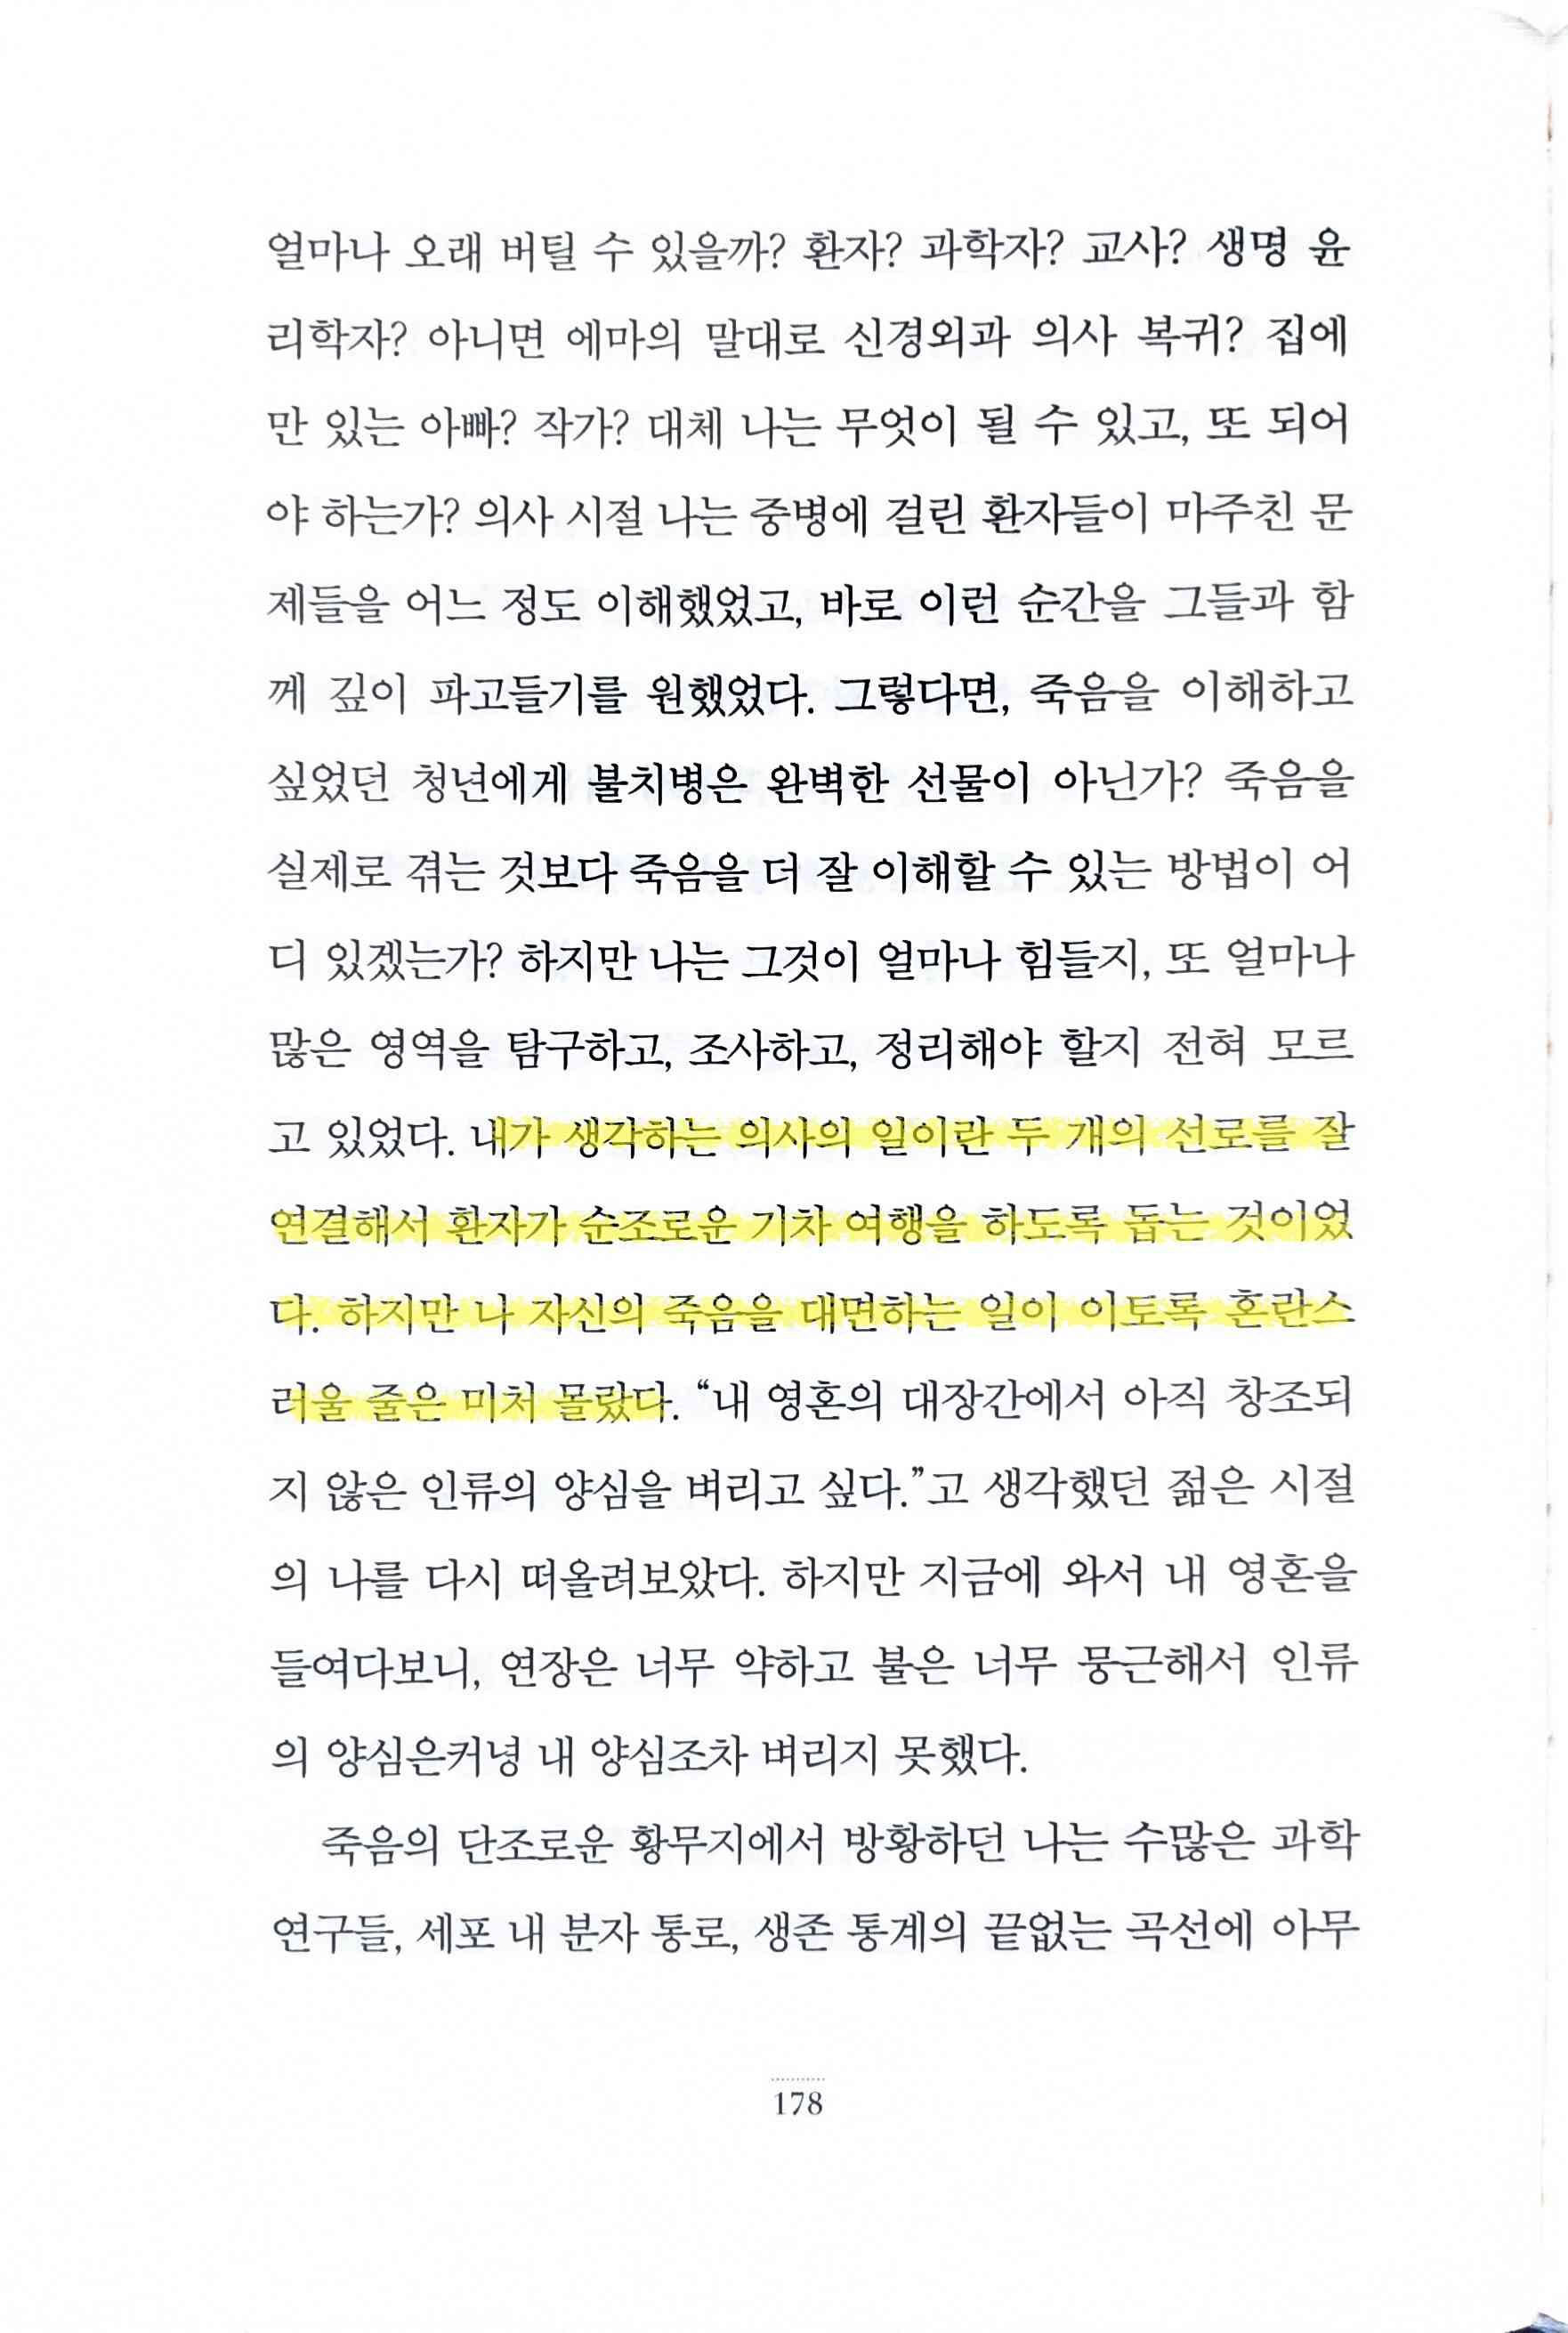 얼마나 오래 버틸 수 있을까? 환자? 과학자? 교사? 생명 윤
리학자? 아니면 에마의 말대로 신경외과 의사 복귀? 집에
만 있는 아빠? 작가? 대체 나는 무엇이 될 수 있고, 또 되어
야 하는가? 의사 시절 나는 중병에 걸린 환자들이 마주친 문
제들을 어느 정도 이해했었고, 바로 이런 순간을 그들과 함
께 깊이 파고들기를 원했었다. 그렇다면, 죽음을 이해하고
싶었던 청년에게 불치병은 완벽한 선물이 아닌가? 죽음을
실제로 겪는 것보다 죽음을 더 잘 이해할 수 있는 방법이 어
디 있겠는가? 하지만 나는 그것이 얼마나 힘들지, 또 얼마나
많은 영역을 탐구하고, 조사하고, 정리해야 할지 전혀 모르
고 있었다. 내가 생각하는 의사의 일이란 두 개의 선로를 잘
연결해서 환자가 순조로운 기차 여행을 하도록 돕는 것이었
다. 하지만 나 자신의 죽음을 대면하는 일이 이토록 혼란스
러울 줄은 미처 몰랐다. “내 영혼의 대장간에서 아직 창조되
지 않은 인류의 양심을 벼리고 싶다.”고 생각했던 젊은 시절
의 나를 다시 떠올려보았다. 하지만 지금에 와서 내 영혼을
들여다보니, 연장은 너무 약하고 불은 너무 뭉근해서 인류
의 양심은커녕 내 양심조차 벼리지 못했다.
죽음의 단조로운 황무지에서 방황하던 나는 수많은 과학
연구들, 세포 내 분자 통로, 생존 통계의 끝없는 곡선에 아무
178